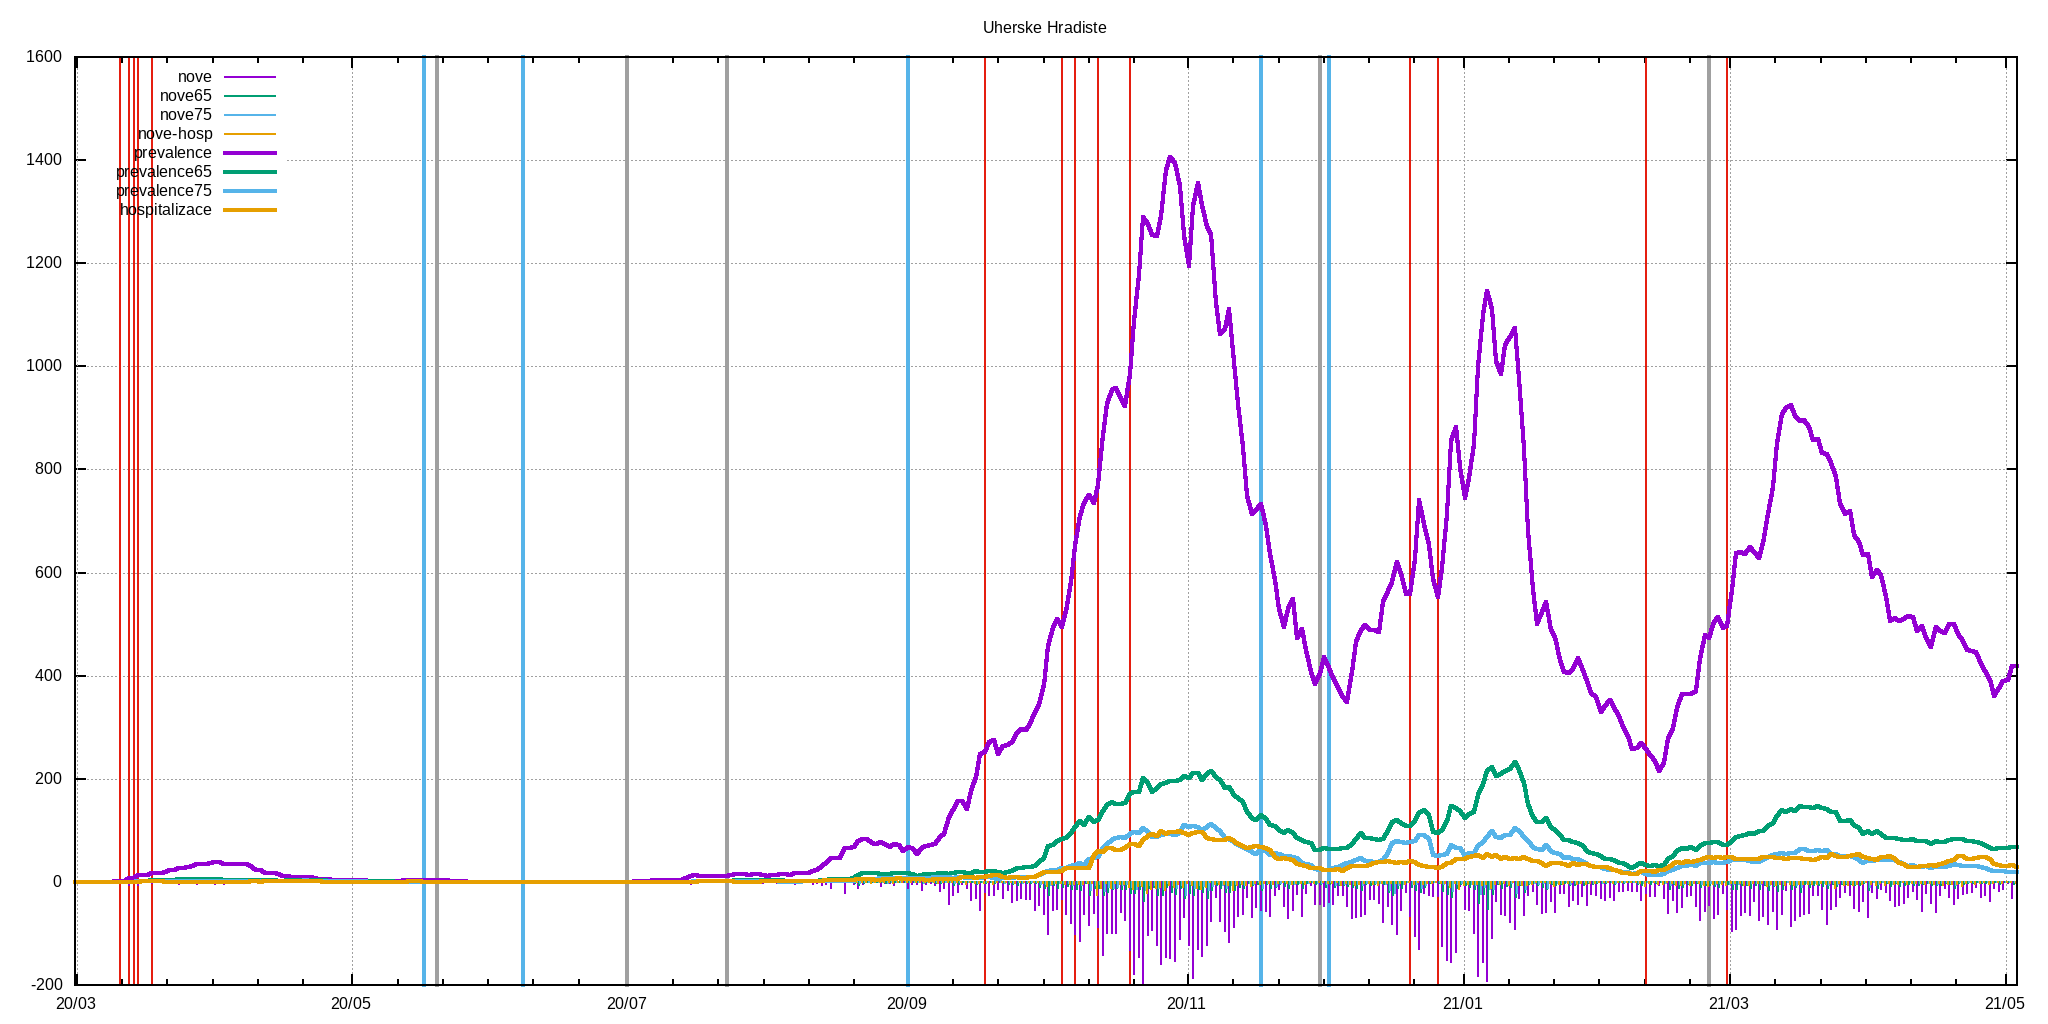 Uherske Hradiste
1600
1400
1200
1000
800
600
400
200
0
-200
nove
nove65
nove75
nove-hosp
prevalence
prevalence65
prevalence75
hospitalizace
20/03 20/05 20/07 20/09 20/11 21/01 21/03 21/05